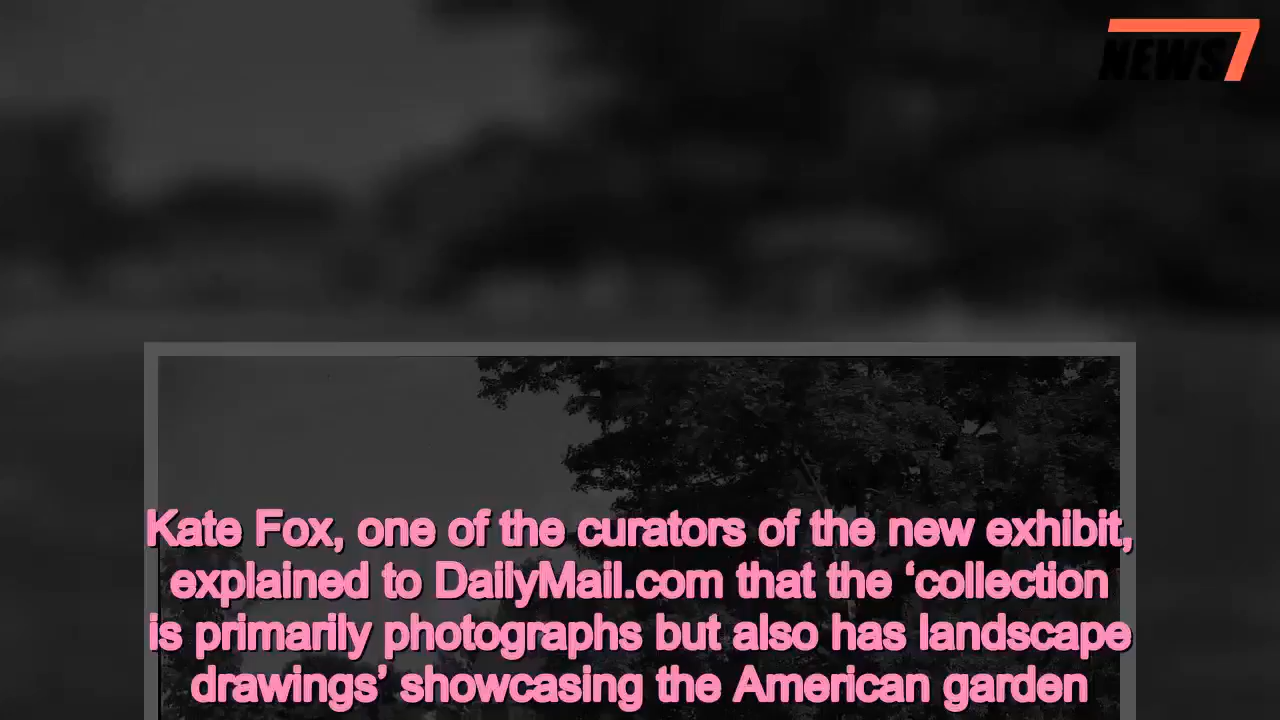 NEWS7
Kate Fox, one of the curators of the new exhibit,
explained to DailyMail.com that the ‘collection
is primarily photographs but also has landscape
drawings’ showcasing the American garden